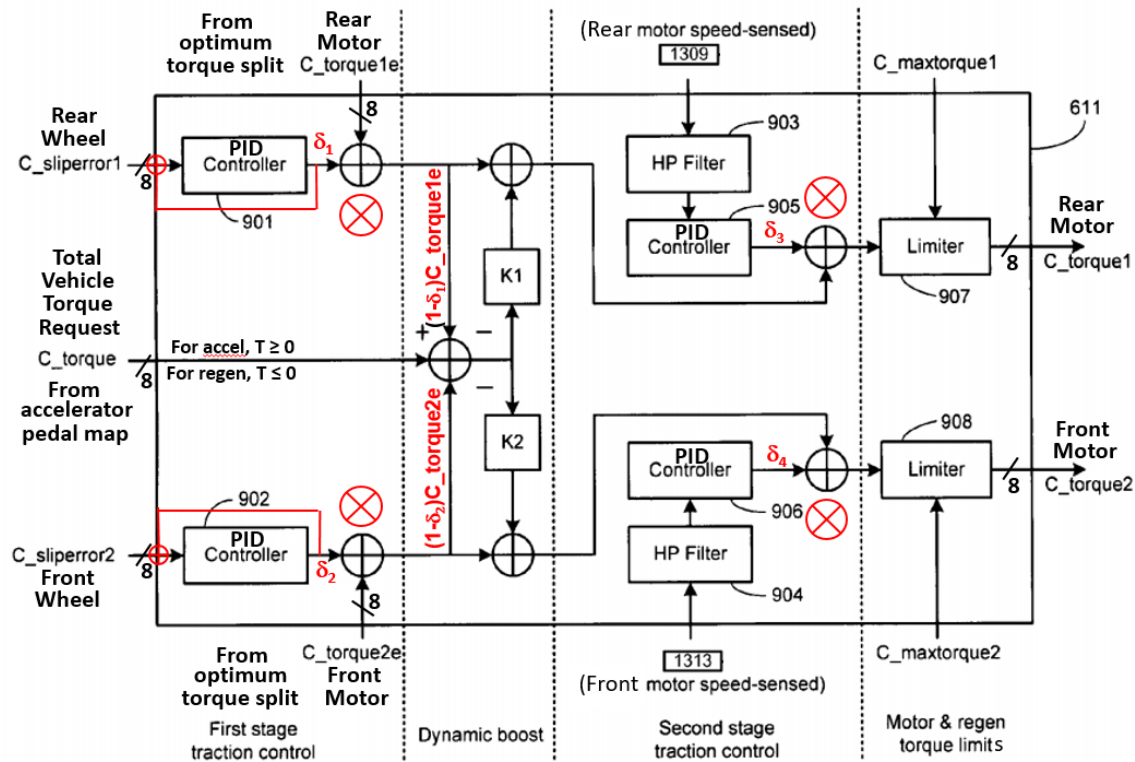 From
optimum
torque split
Rear
Motor
C_torque1e
8
(Rear motor speed-sensed)
1309
C_maxtorque1
611
Rear
Wheel
C_sliperror1
8
PID
Controller
δ1
901
903
HP Filter
905
PID
Controller
δ3
Limiter
907
Rear
Motor
C_torque1
8
K1
(1-δ1)C_torque1e
Total
Vehicle
Torque
Request
C_torque
8
From
accelerator
pedal map
For accel, T ≥ 0
For regen, T ≤ 0
+
−
−
(1-δ2)C_torque2e
K2
902
PID
Controller
δ2
C_sliperror2
8
Front
Wheel
PID
Controller
δ4
906
HP Filter
904
908
Limiter
Front
Motor
C_torque2
8
8
C_torque2e
From
optimum
torque split
Front
Motor
1313
(Front motor speed-sensed)
C_maxtorque2
First stage
traction control
Dynamic boost
Second stage
traction control
Motor & regen
torque limits